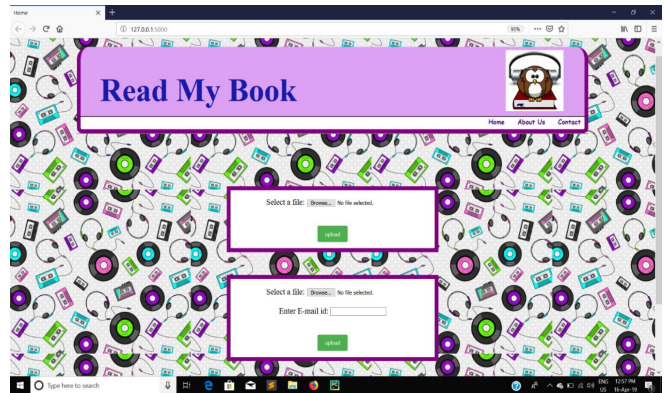 Home
127.0.0.1:5000
90%
Read My Book
Home About Us Contact
Select a file: Browse... No file selected.
upload
Select a file: Browse... No file selected.
Enter E-mail id:
upload
Type here to search
ENG 12:57 PM
US 16-Apr-19